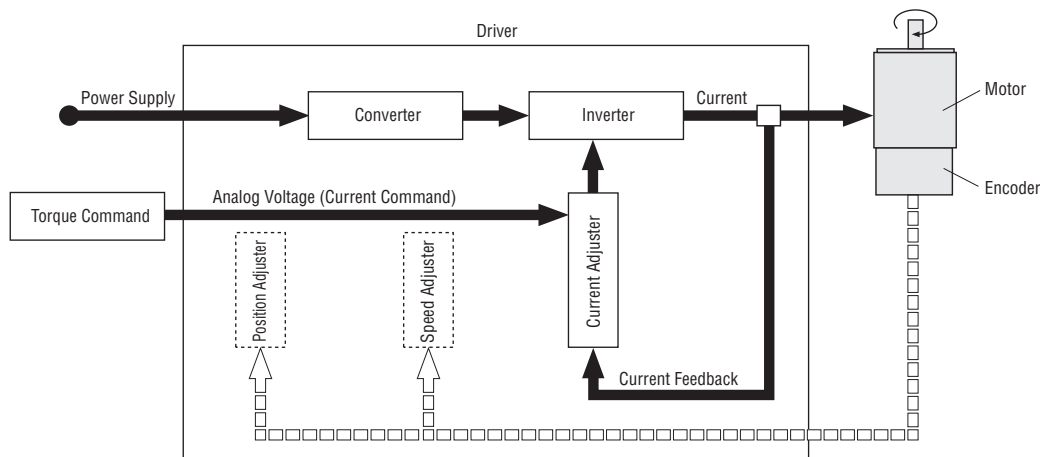 Driver
Power Supply
Converter
Inverter
Current
Motor
Encoder
Torque Command
Analog Voltage (Current Command)
Position Adjuster
Speed Adjuster
Current Adjuster
Current Feedback